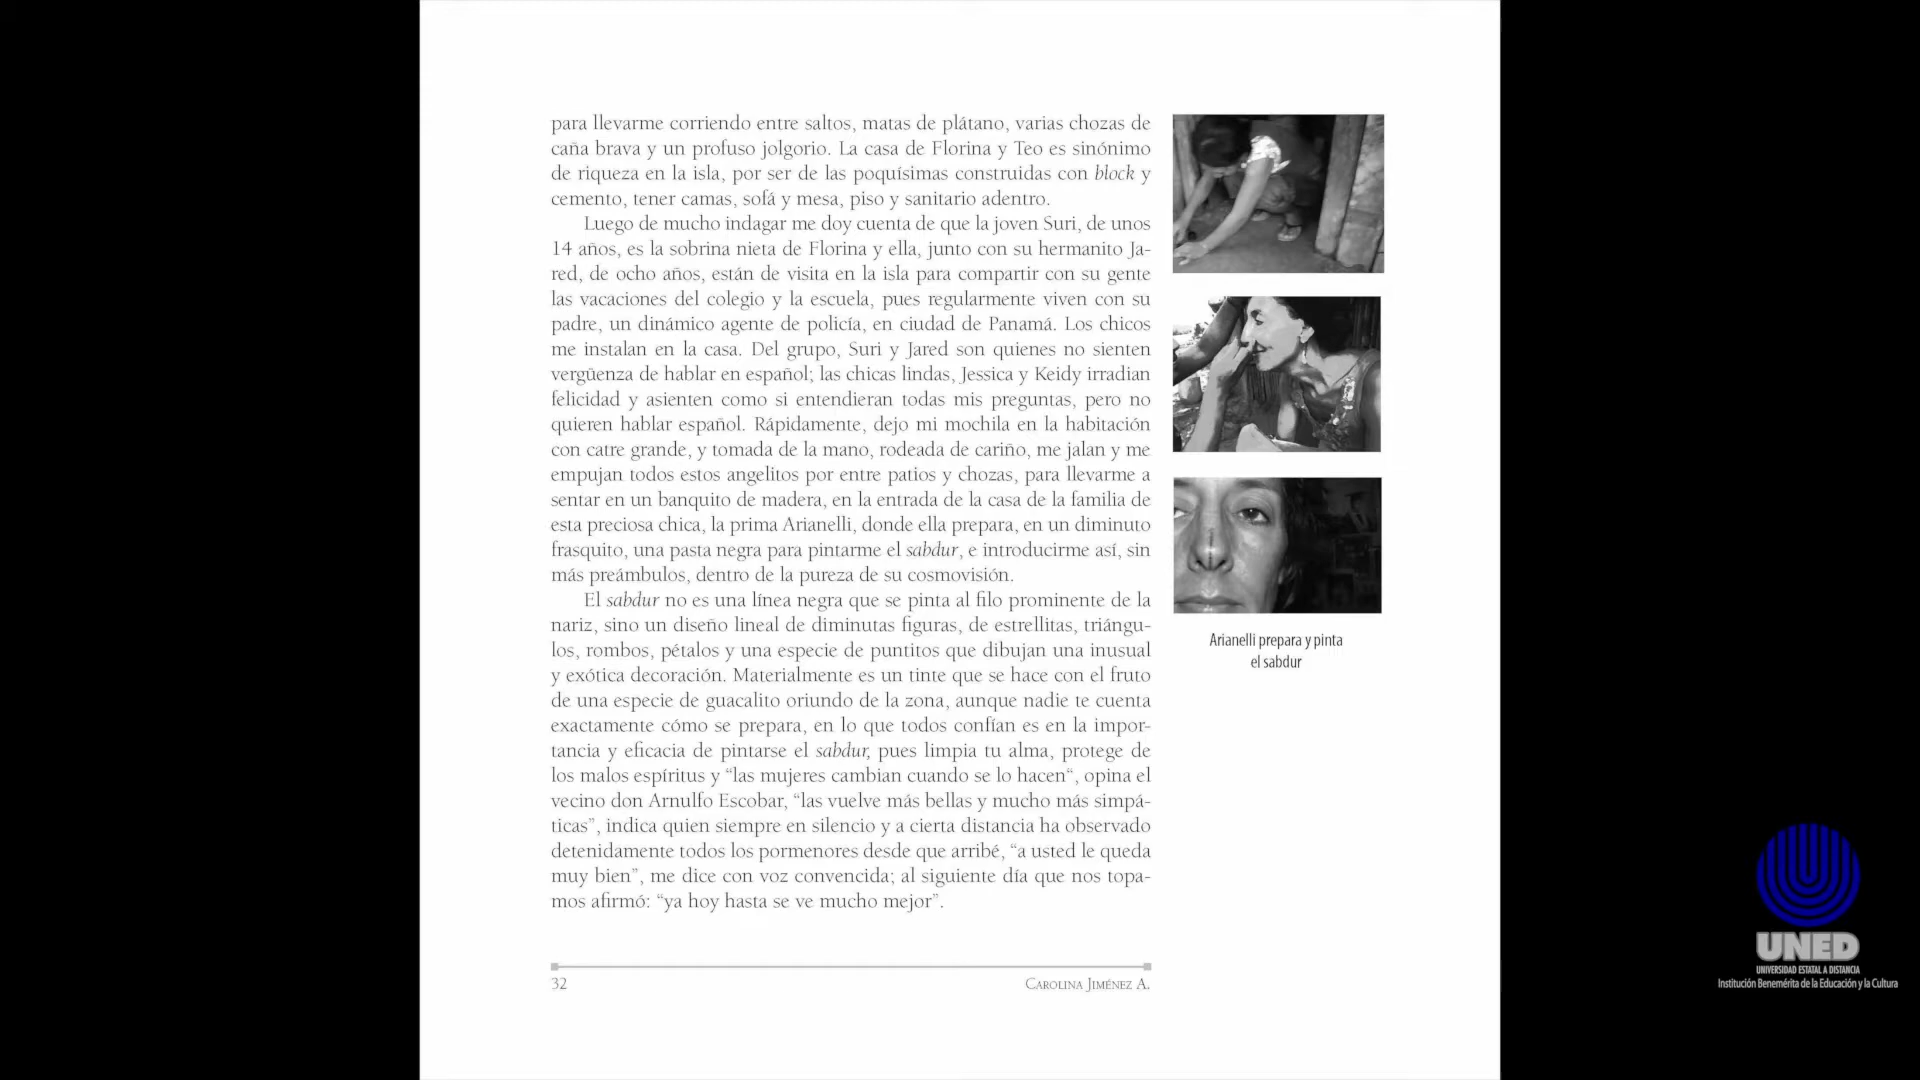 para llevarme corriendo entre saltos, matas de plátano, varias chozas de
caña brava y un profuso jolgorio. La casa de Florina y Teo es sinónimo
de riqueza en la isla, por ser de las poquísimas construidas con block y
cemento, tener camas, sofá y mesa, piso y sanitario adentro.
Luego de mucho indagar me doy cuenta de que la joven Suri, de unos
14 años, es la sobrina nieta de Florina y ella, junto con su hermanito Ja-
red, de ocho años, están de visita en la isla para compartir con su gente
las vacaciones del colegio y la escuela, pues regularmente viven con su
padre, un dinámico agente de policía, en ciudad de Panamá. Los chicos
me instalan en la casa. Del grupo, Suri y Jared son quienes no sienten
vergüenza de hablar en español; las chicas lindas, Jessica y Keidy irradian
felicidad y asienten como si entendieran todas mis preguntas, pero no
quieren hablar español. Rápidamente, dejo mi mochila en la habitación
con catre grande, y tomada de la mano, rodeada de cariño, me jalan y me
empujan todos estos angelitos por entre patios y chozas, para llevarme a
sentar en un banquito de madera, en la entrada de la casa de la familia de
esta preciosa chica, la prima Arianelli, donde ella prepara, en un diminuto
frasquito, una pasta negra para pintarme el sabdur, e introducirme así, sin
más preámbulos, dentro de la pureza de su cosmovisión.
El sabdur no es una línea negra que se pinta al filo prominente de la
nariz, sino un diseño lineal de diminutas figuras, de estrellitas, triángu-
los, rombos, pétalos y una especie de puntitos que dibujan una inusual
y exótica decoración. Materialmente es un tinte que se hace con el fruto
de una especie de guacalito oriundo de la zona, aunque nadie te cuenta
exactamente cómo se prepara, en lo que todos confían es en la impor-
tancia y eficacia de pintarse el sabdur, pues limpia tu alma, protege de
los malos espíritus y “las mujeres cambian cuando se lo hacen“, opina el
vecino don Arnulfo Escobar, “las vuelve más bellas y mucho más simpá-
ticas”, indica quien siempre en silencio y a cierta distancia ha observado
detenidamente todos los pormenores desde que arribé, “a usted le queda
muy bien”, me dice con voz convencida; al siguiente día que nos topa-
mos afirmó: “ya hoy hasta se ve mucho mejor”.
Arianelli prepara y pinta
el sabdur
32
Carolina Jiménez A.
UNED
UNIVERSIDAD ESTATAL A DISTANCIA
Institución Benemérita de la Educación y la Cultura